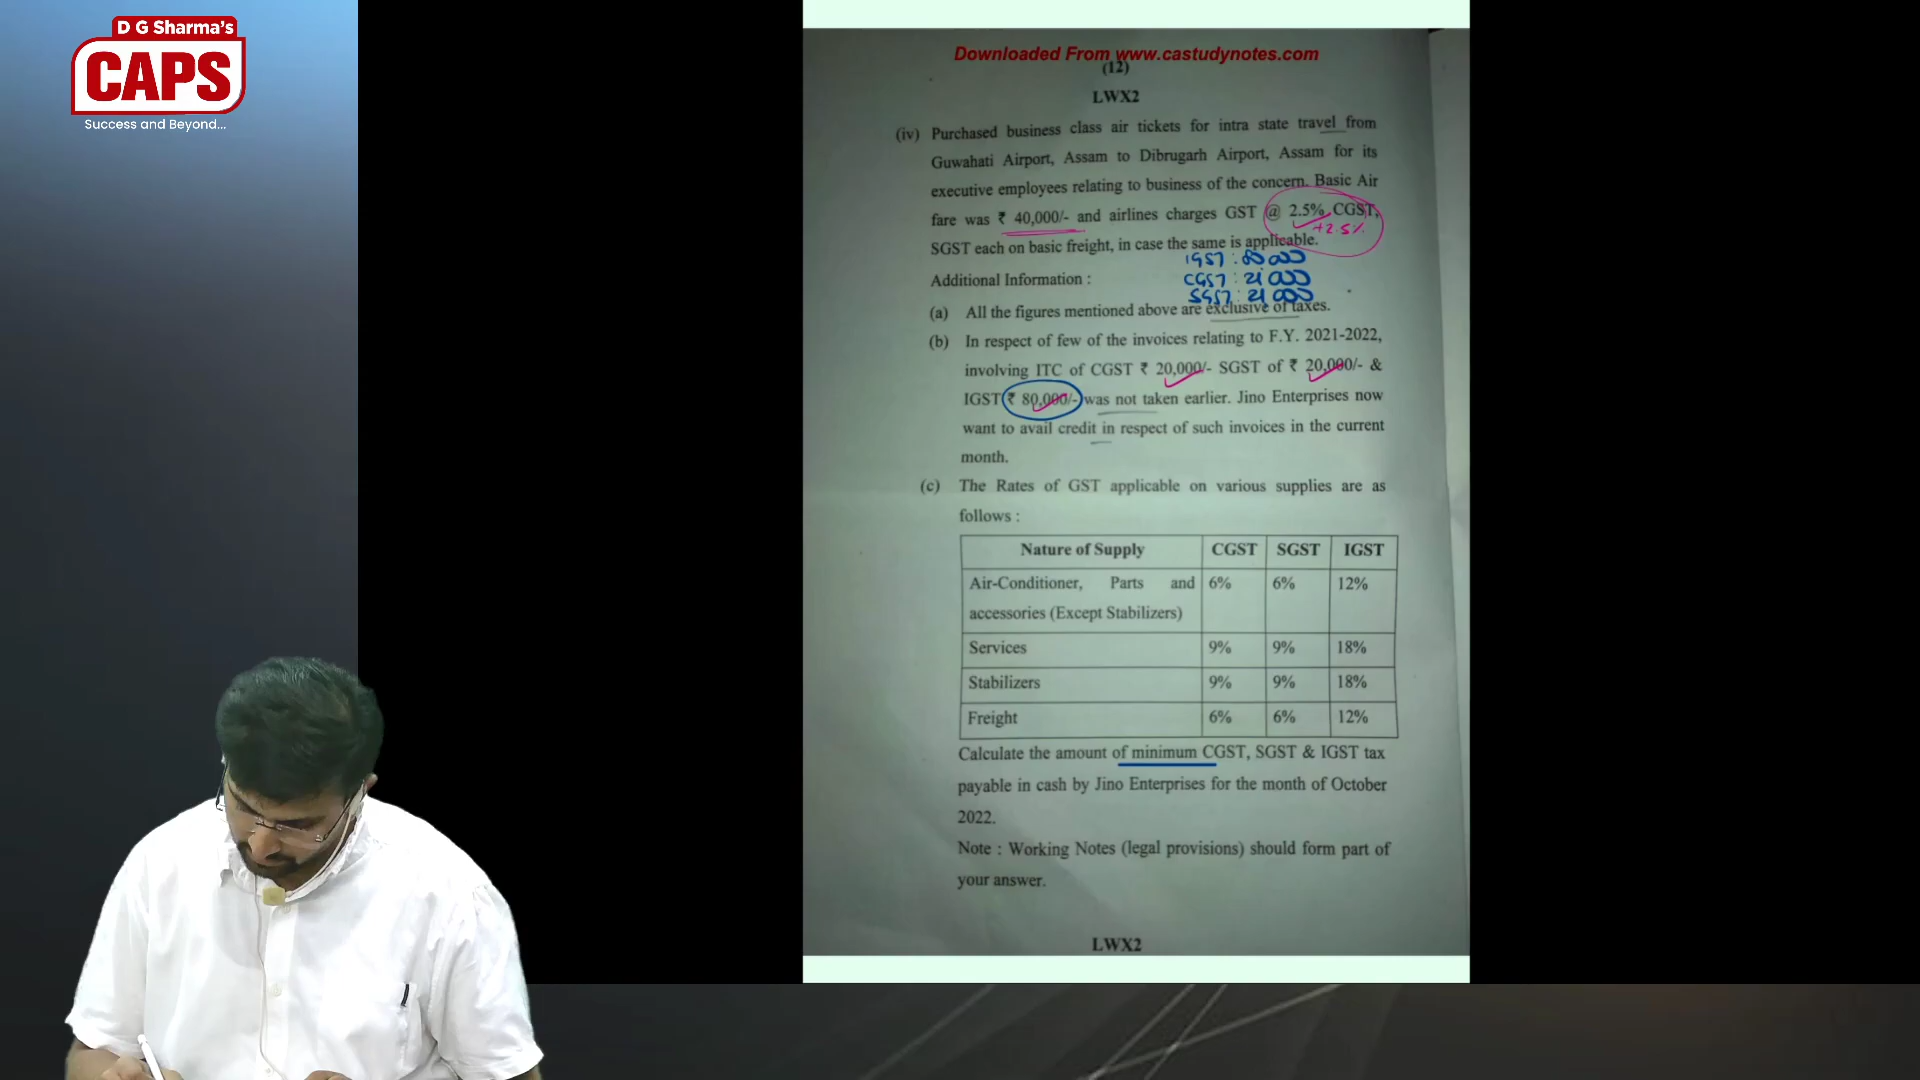 D G Sharma's
CAPS
Success and Beyond...
Downloaded From www.castudynotes.com
(12)
LWX2
(iv) Purchased business class air tickets for intra state travel from
Guwahati Airport, Assam to Dibrugarh Airport, Assam for its
executive employees relating to business of the concern. Basic Air
fare was ₹ 40,000/- and airlines charges GST @ 2.5% CGST,
+2.5%
SGST each on basic freight, in case the same is applicable.
IGST :
Additional Information :
CGST :
SGST :
(a) All the figures mentioned above are exclusive of taxes.
(b) In respect of few of the invoices relating to F.Y. 2021-2022,
involving ITC of CGST ₹ 20,000/- SGST of ₹ 20,000/- &
IGST ₹ 80,000/- was not taken earlier. Jino Enterprises now
want to avail credit in respect of such invoices in the current
month.
(c) The Rates of GST applicable on various supplies are as
follows :
Nature of Supply CGST SGST IGST
Air-Conditioner, Parts and 6% 6% 12%
accessories (Except Stabilizers)
Services 9% 9% 18%
Stabilizers 9% 9% 18%
Freight 6% 6% 12%
Calculate the amount of minimum CGST, SGST & IGST tax
payable in cash by Jino Enterprises for the month of October
2022.
Note : Working Notes (legal provisions) should form part of
your answer.
LWX2